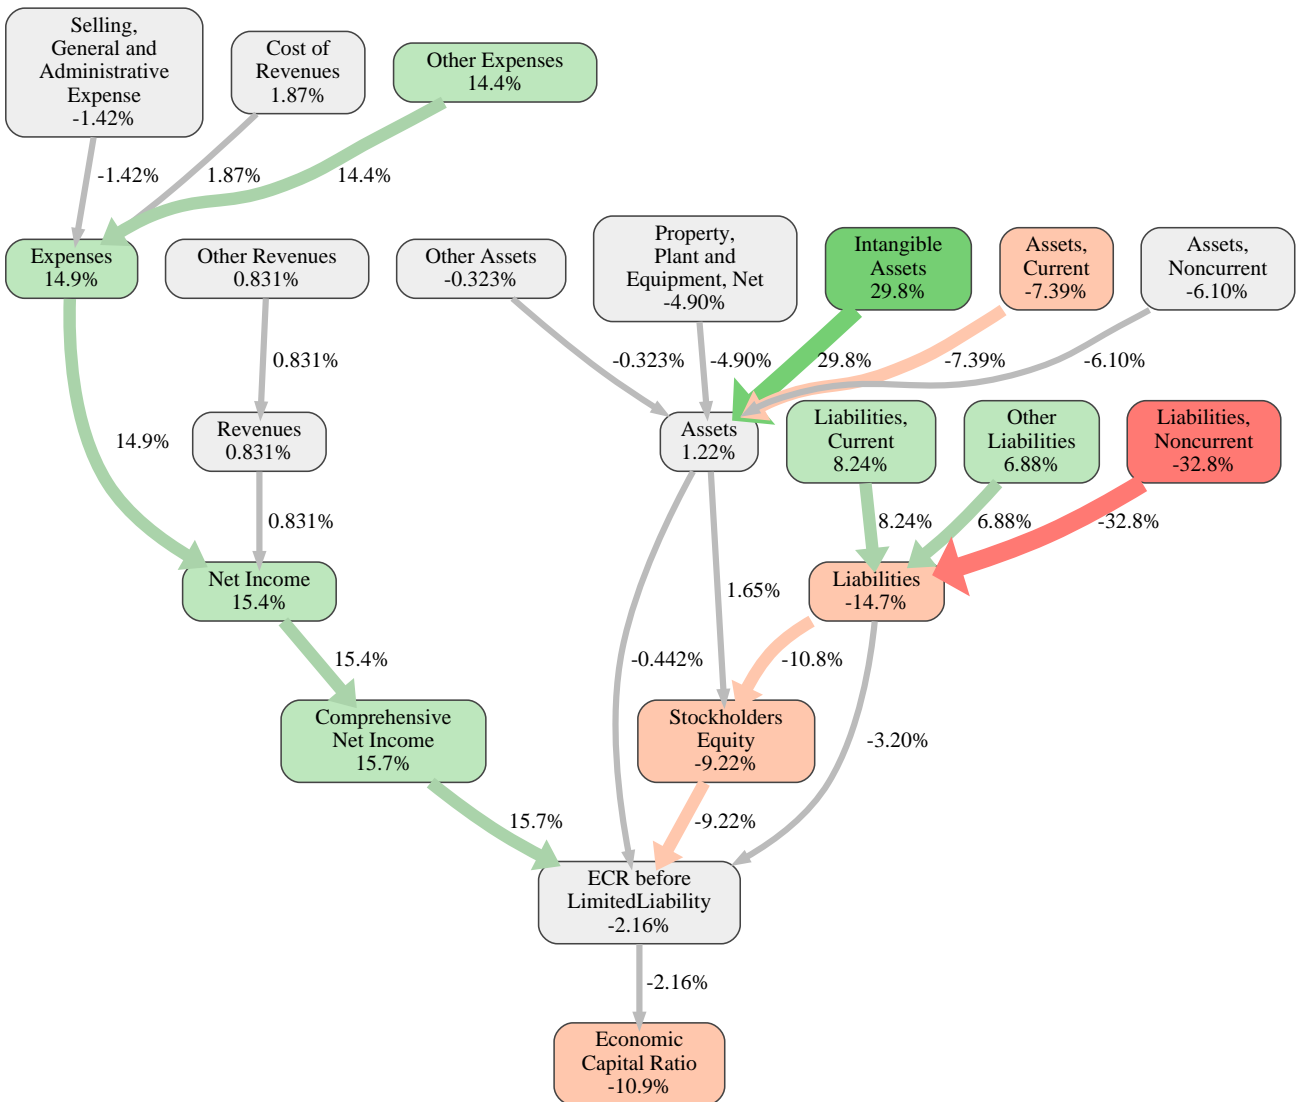 Selling,
General and
Administrative
Expense
-1.42%
Cost of
Revenues
1.87%
Other Expenses
14.4%
-1.42%
1.87%
14.4%
Expenses
14.9%
Other Revenues
0.831%
Other Assets
-0.323%
Property,
Plant and
Equipment, Net
-4.90%
Intangible
Assets
29.8%
Assets,
Current
-7.39%
Assets,
Noncurrent
-6.10%
0.831%
-0.323%
-4.90%
29.8%
-7.39%
-6.10%
14.9%
Revenues
0.831%
Assets
1.22%
Liabilities,
Current
8.24%
Other
Liabilities
6.88%
Liabilities,
Noncurrent
-32.8%
0.831%
8.24%
6.88%
-32.8%
Net Income
15.4%
1.65%
Liabilities
-14.7%
15.4%
-0.442%
-10.8%
Comprehensive
Net Income
15.7%
Stockholders
Equity
-9.22%
-3.20%
15.7%
-9.22%
ECR before
LimitedLiability
-2.16%
-2.16%
Economic
Capital Ratio
-10.9%